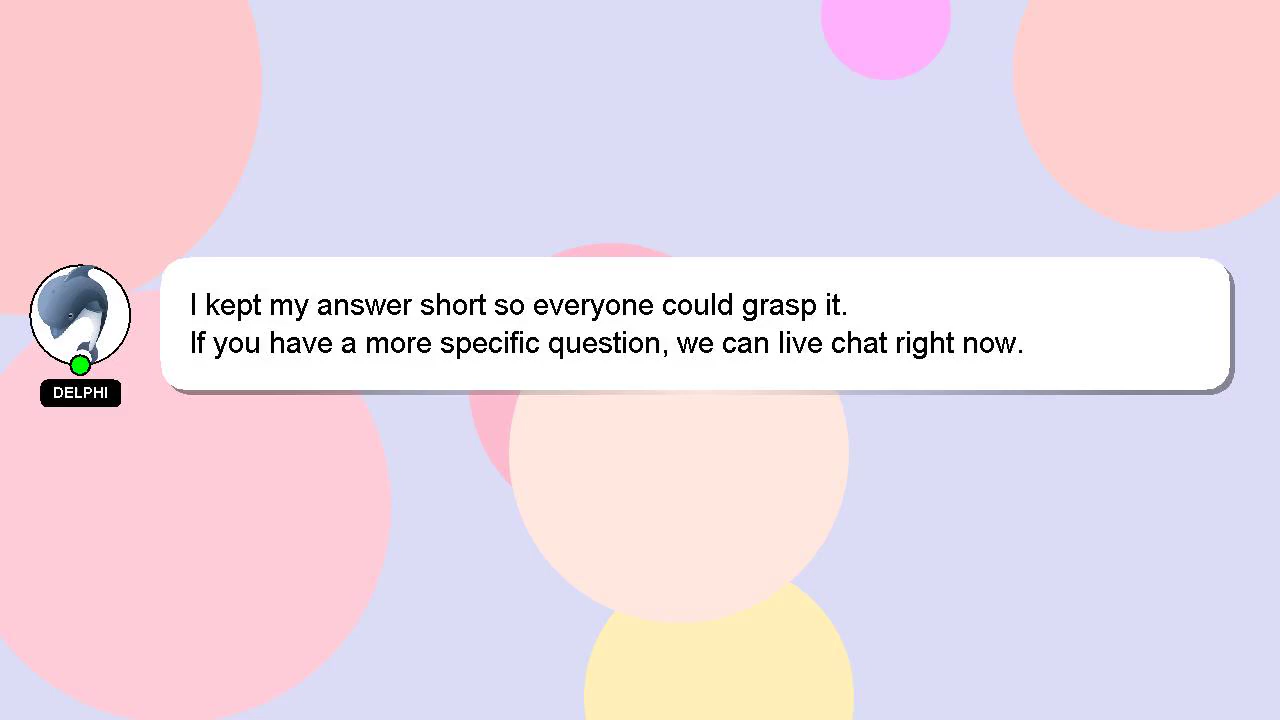 I kept my answer short so everyone could grasp it.
If you have a more specific question, we can live chat right now.
DELPHI